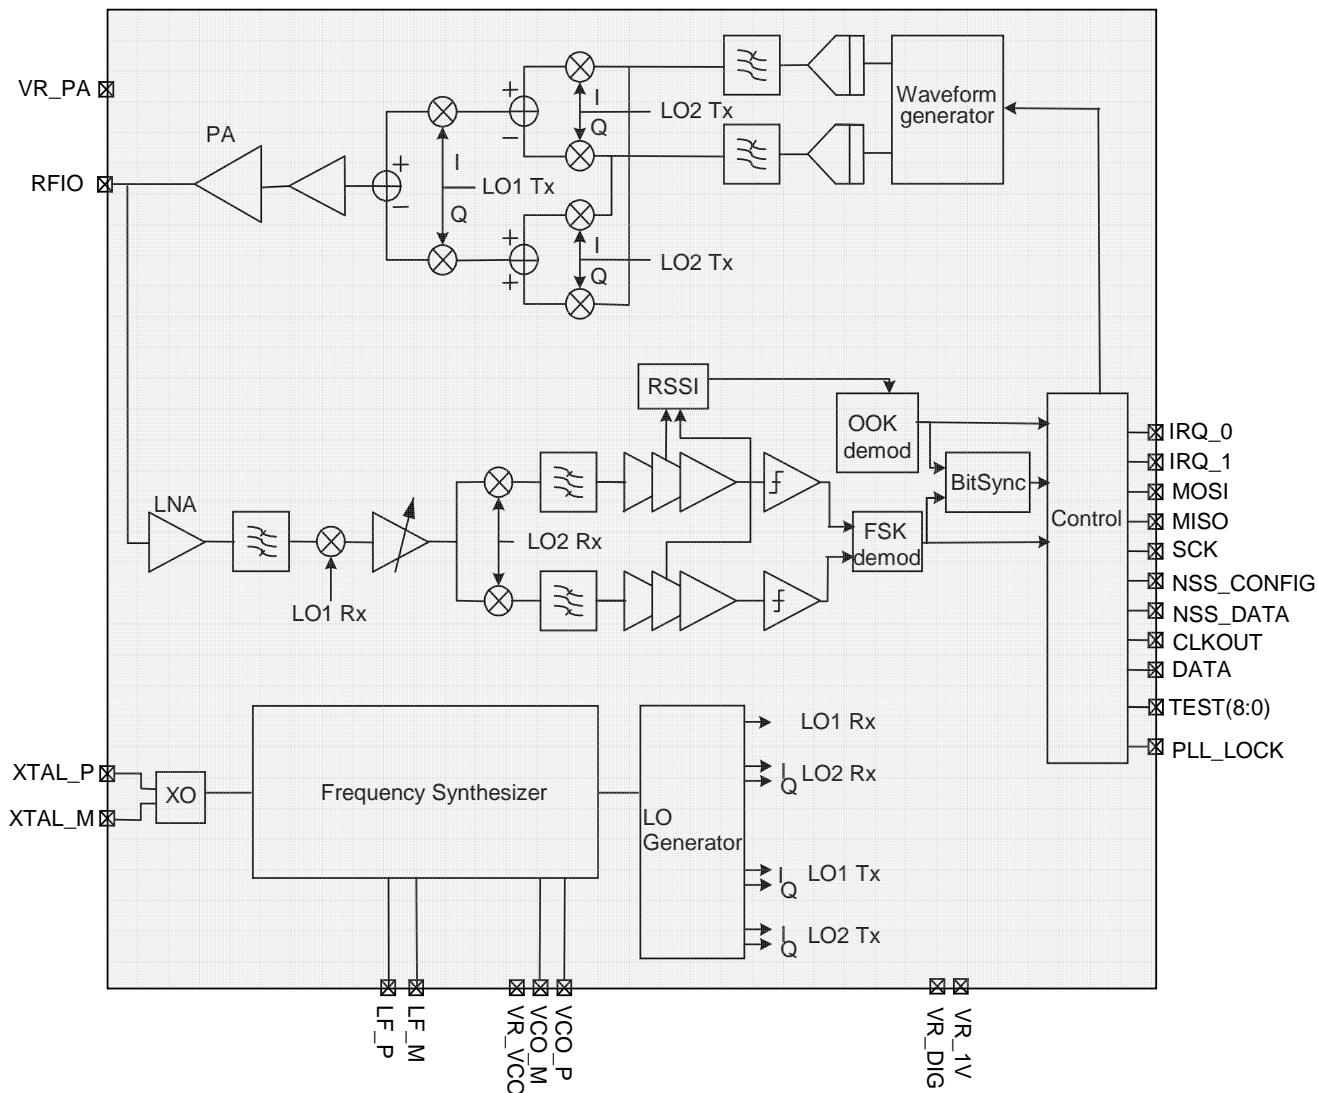 VR_PA
RFIO
PA
+
−
I
Q
LO1 Tx
+
−
I
Q
LO2 Tx
+
+
I
Q
LO2 Tx
Waveform
generator
RSSI
OOK
demod
BitSync
FSK
demod
Control
LNA
LO1 Rx
LO2 Rx
IRQ_0
IRQ_1
MOSI
MISO
SCK
NSS_CONFIG
NSS_DATA
CLKOUT
DATA
TEST(8:0)
PLL_LOCK
XTAL_P
XTAL_M
XO
Frequency Synthesizer
LO
Generator
LO1 Rx
I
Q
LO2 Rx
I
Q
LO1 Tx
I
Q
LO2 Tx
LF_P
LF_M
VR_VCO
VCO_M
VCO_P
VR_DIG
VR_1V